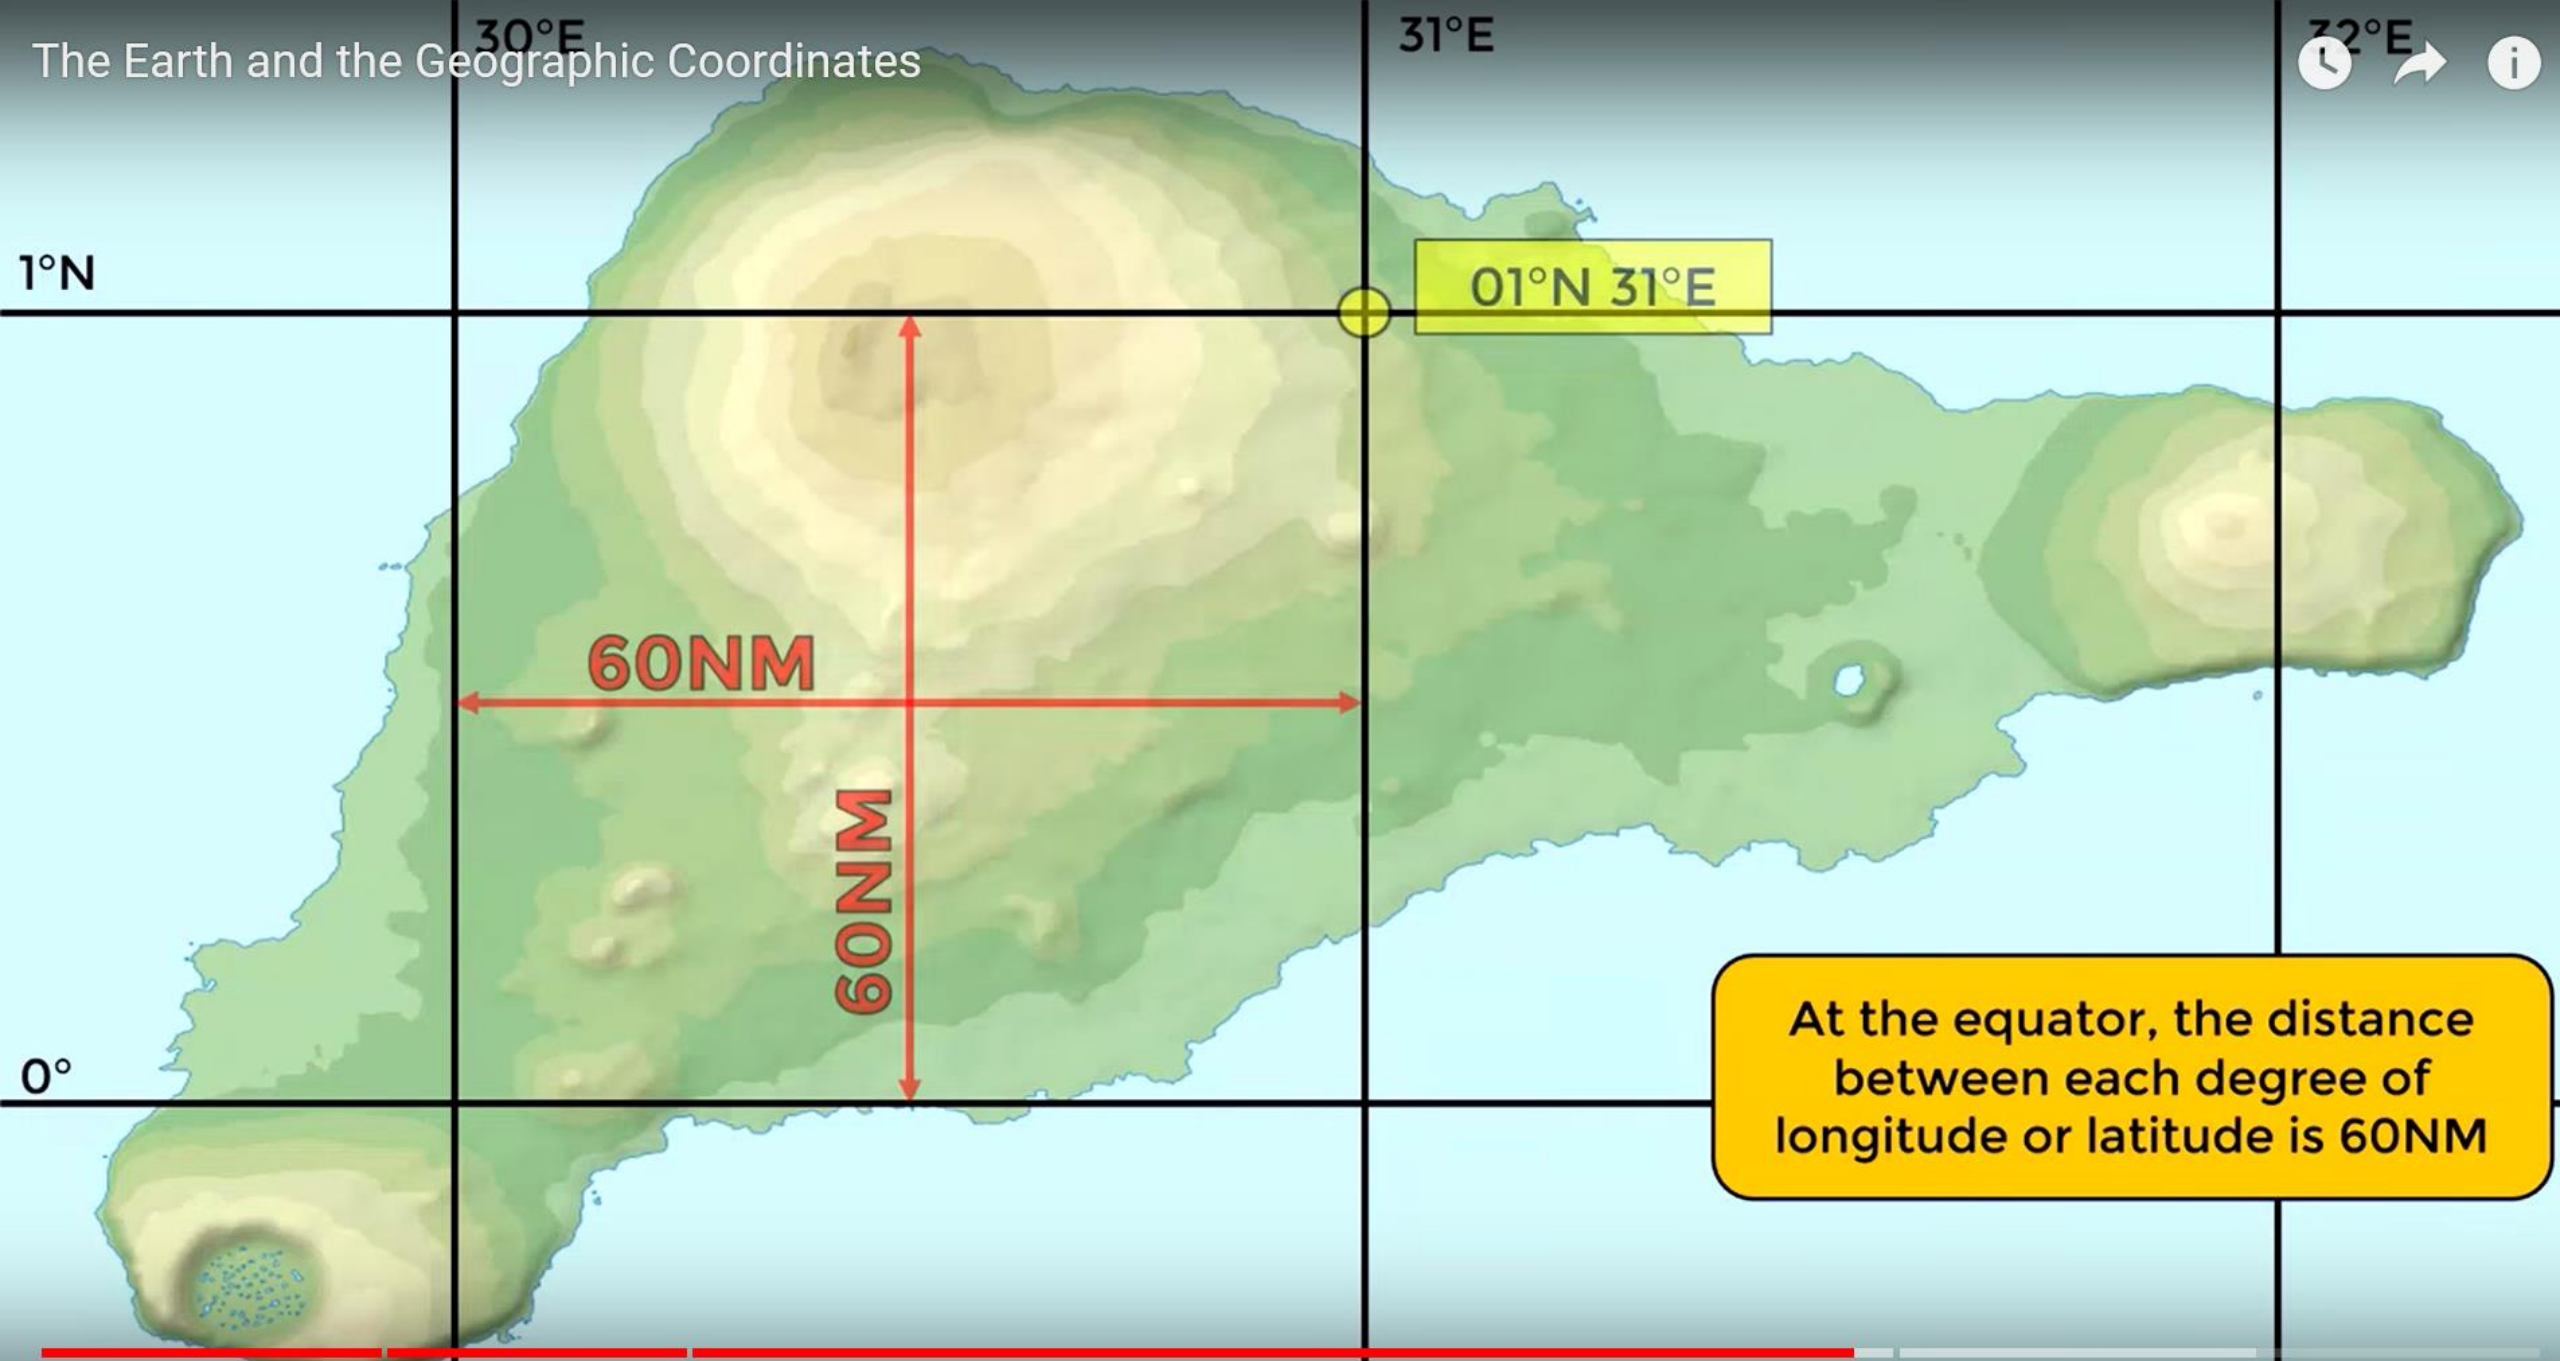 30°E
31°E
32°E
The Earth and the Geographic Coordinates
1°N
01°N 31°E
60NM
60NM
0°
At the equator, the distance
between each degree of
longitude or latitude is 60NM